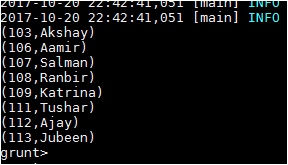 2017-10-20 22:42:41,051 [main] INFO
2017-10-20 22:42:41,051 [main] INFO
(103,Akshay)
(106,Aamir)
(107,Salman)
(108,Ranbir)
(109,Katrina)
(111,Tushar)
(112,Ajay)
(113,Jubeen)
grunt>